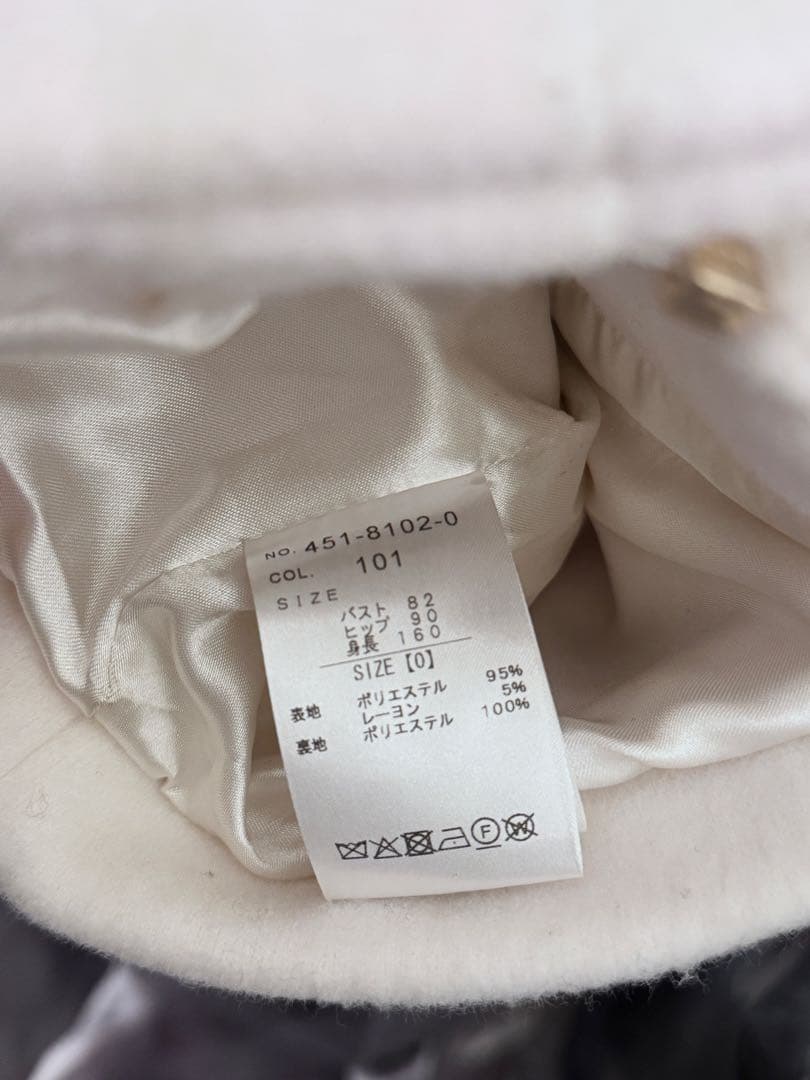 NO. 451-8102-0
COL. 101
SIZE
バスト 82
ヒップ 90
身長 160
SIZE【0】
表地 ポリエステル 95%
レーヨン 5%
裏地 ポリエステル 100%
F W